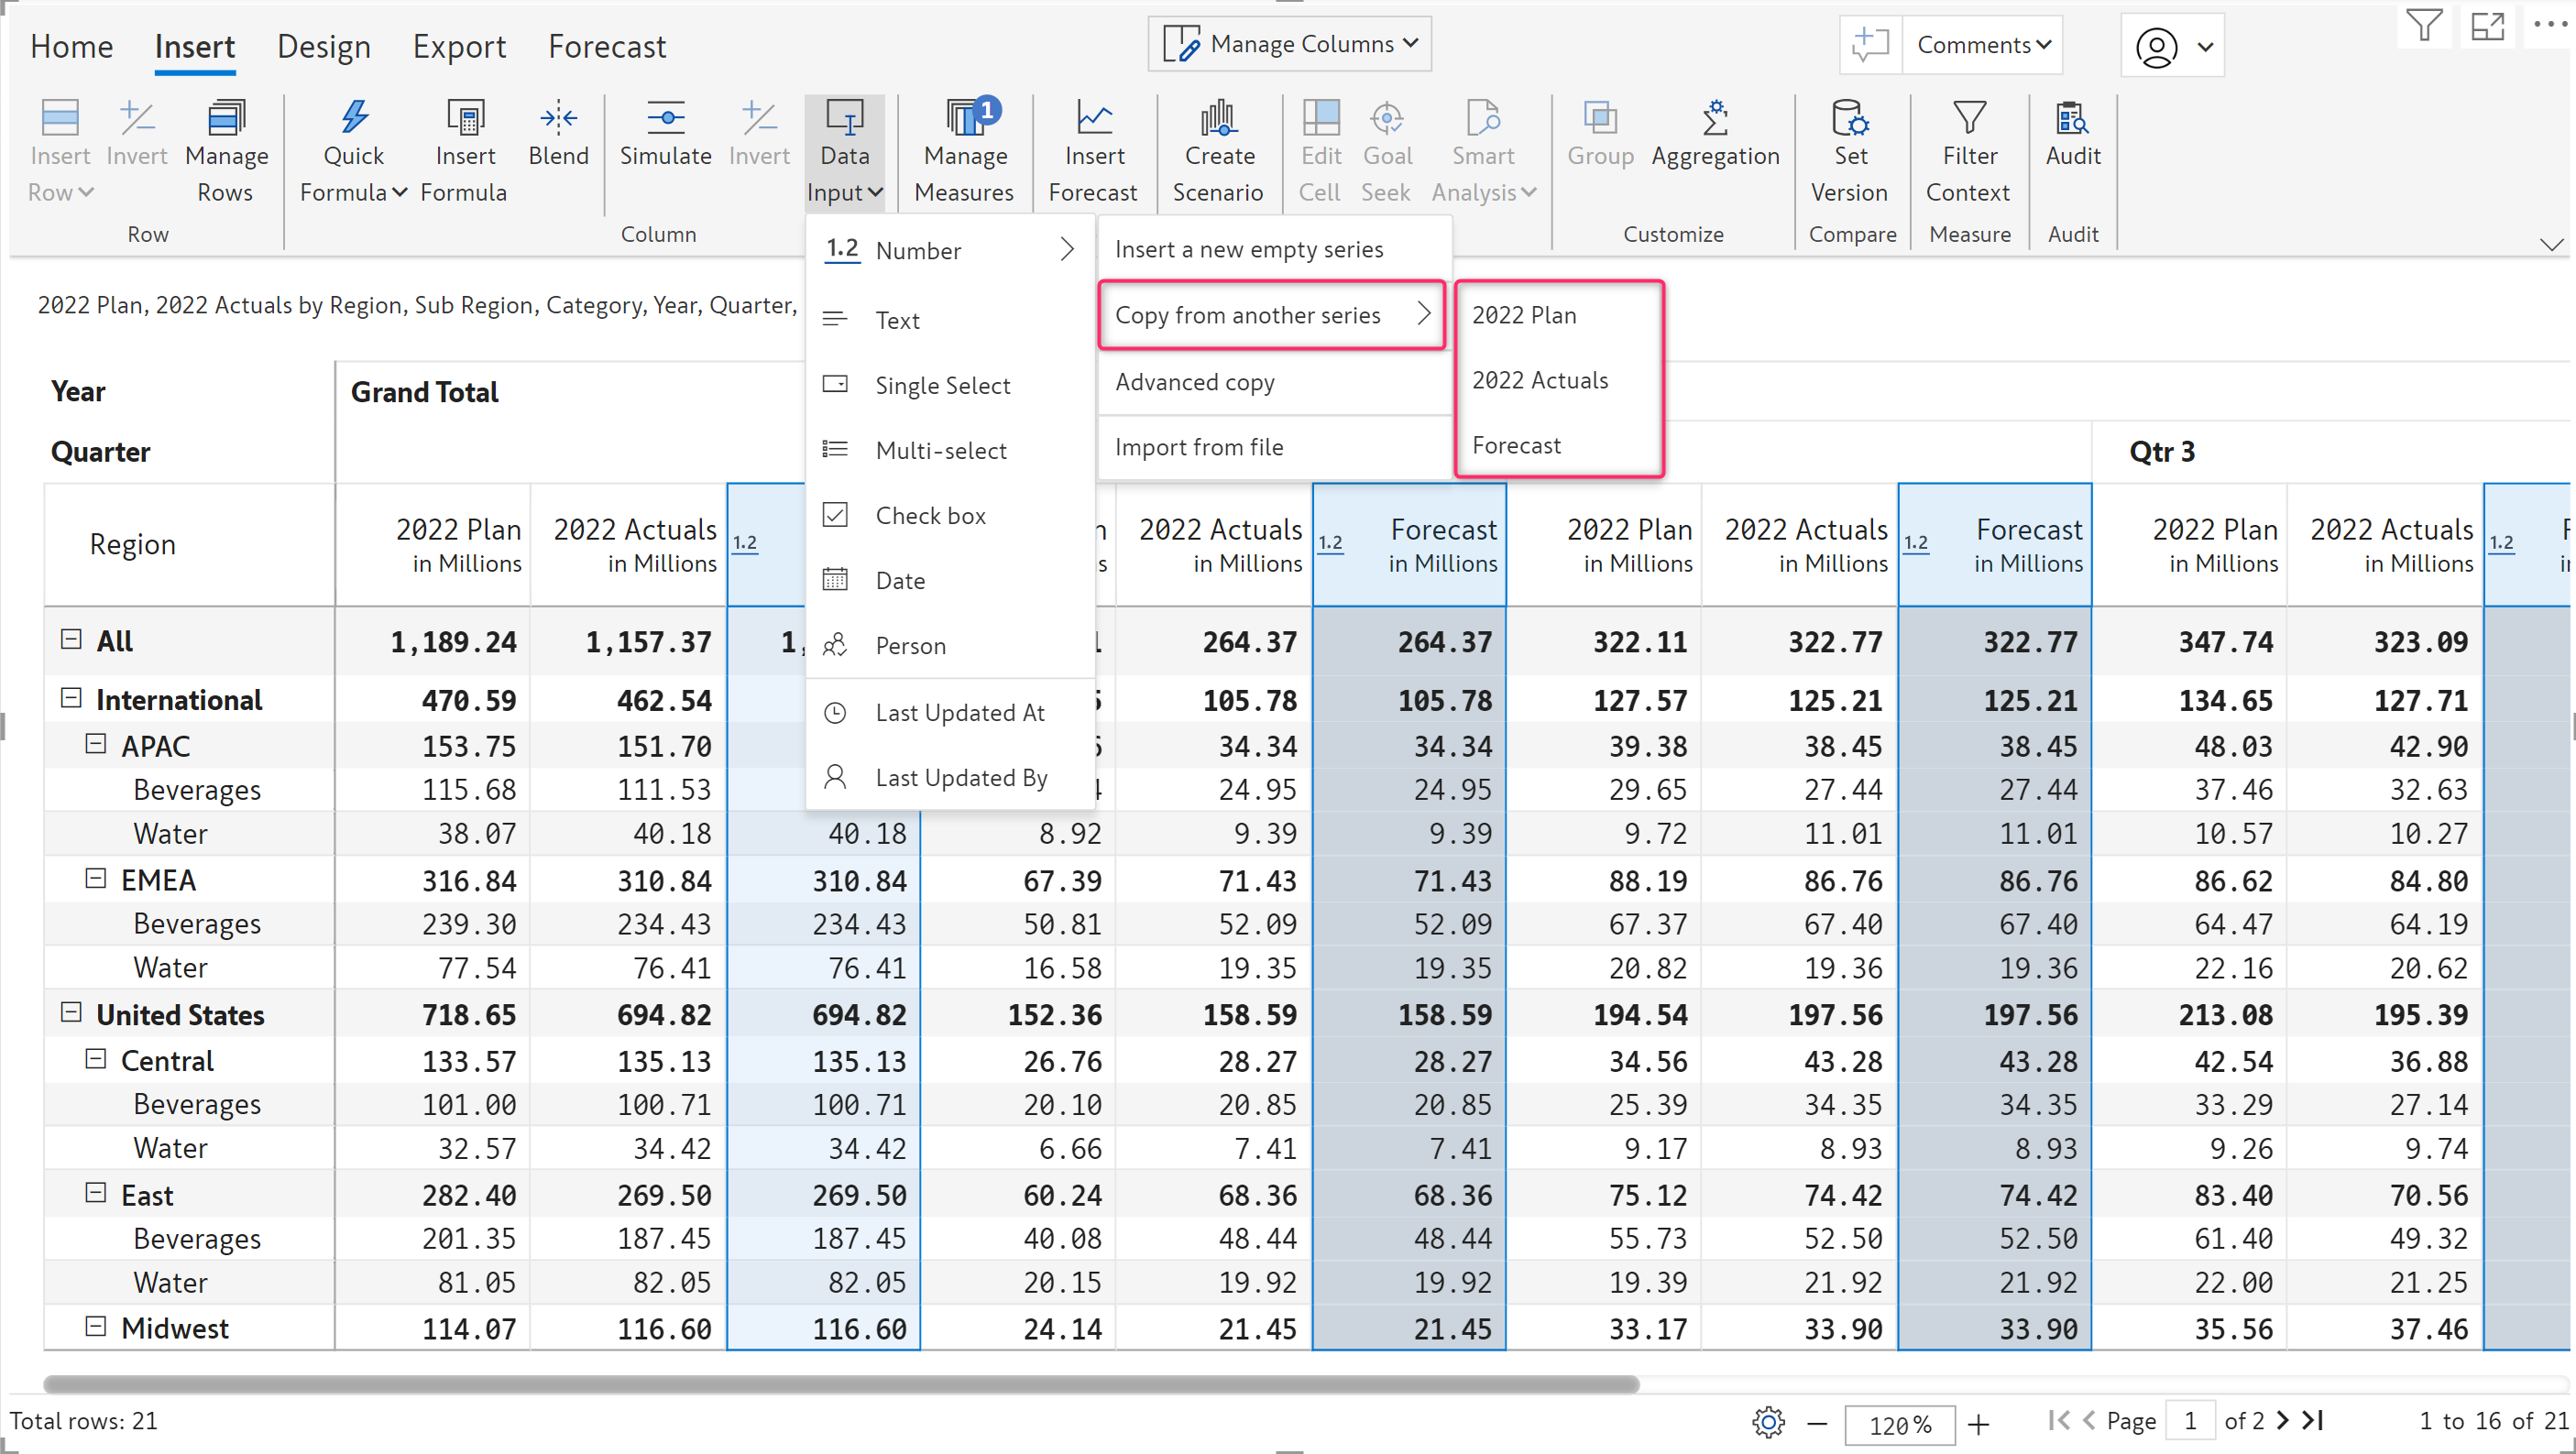 Home Insert Design Export Forecast Manage Columns Comments
Insert Row Invert Manage Rows Quick Formula Insert Formula Blend Simulate Invert Data Input Manage Measures 1 Insert Forecast Create Scenario Edit Cell Goal Seek Smart Analysis Group Aggregation Set Version Filter Context Audit
Row Column Customize Compare Measure Audit
1.2 Number
Text
Single Select
Multi-select
Check box
Date
Person
Last Updated At
Last Updated By
Insert a new empty series
Copy from another series
Advanced copy
Import from file
2022 Plan
2022 Actuals
Forecast
2022 Plan, 2022 Actuals by Region, Sub Region, Category, Year, Quarter,
Year Grand Total
Quarter Qtr 3
Region 2022 Plan 2022 Actuals 1.2 2022 Actuals 1.2 Forecast 2022 Plan 2022 Actuals 1.2 Forecast 2022 Plan 2022 Actuals 1.2
in Millions in Millions in Millions in Millions in Millions in Millions in Millions in Millions in Millions
All 1,189.24 1,157.37 264.37 264.37 322.11 322.77 322.77 347.74 323.09
International 470.59 462.54 105.78 105.78 127.57 125.21 125.21 134.65 127.71
APAC 153.75 151.70 34.34 34.34 39.38 38.45 38.45 48.03 42.90
Beverages 115.68 111.53 24.95 24.95 29.65 27.44 27.44 37.46 32.63
Water 38.07 40.18 40.18 8.92 9.39 9.39 9.72 11.01 11.01 10.57 10.27
EMEA 316.84 310.84 310.84 67.39 71.43 71.43 88.19 86.76 86.76 86.62 84.80
Beverages 239.30 234.43 234.43 50.81 52.09 52.09 67.37 67.40 67.40 64.47 64.19
Water 77.54 76.41 76.41 16.58 19.35 19.35 20.82 19.36 19.36 22.16 20.62
United States 718.65 694.82 694.82 152.36 158.59 158.59 194.54 197.56 197.56 213.08 195.39
Central 133.57 135.13 135.13 26.76 28.27 28.27 34.56 43.28 43.28 42.54 36.88
Beverages 101.00 100.71 100.71 20.10 20.85 20.85 25.39 34.35 34.35 33.29 27.14
Water 32.57 34.42 34.42 6.66 7.41 7.41 9.17 8.93 8.93 9.26 9.74
East 282.40 269.50 269.50 60.24 68.36 68.36 75.12 74.42 74.42 83.40 70.56
Beverages 201.35 187.45 187.45 40.08 48.44 48.44 55.73 52.50 52.50 61.40 49.32
Water 81.05 82.05 82.05 20.15 19.92 19.92 19.39 21.92 21.92 22.00 21.25
Midwest 114.07 116.60 116.60 24.14 21.45 21.45 33.17 33.90 33.90 35.56 37.46
Total rows: 21 120% Page 1 of 2 1 to 16 of 21